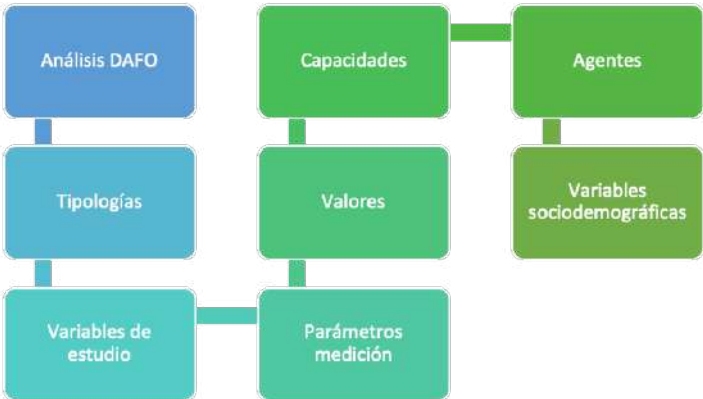 Análisis DAFO
Tipologías
Variables de
estudio
Parámetros
medición
Valores
Capacidades
Agentes
Variables
sociodemográficas